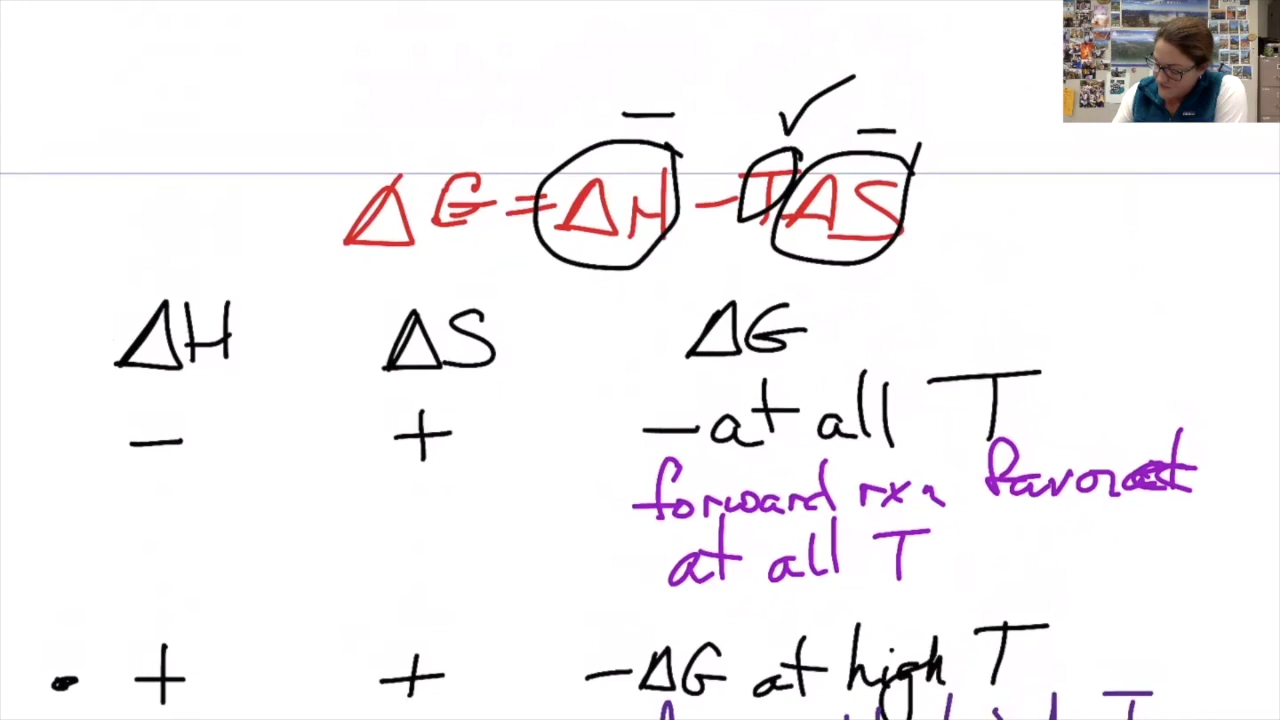 − ✓ −
ΔG = ΔH − TΔS
ΔH ΔS ΔG
− + − at all T
forward rxn favored
at all T
+ + −ΔG at high T